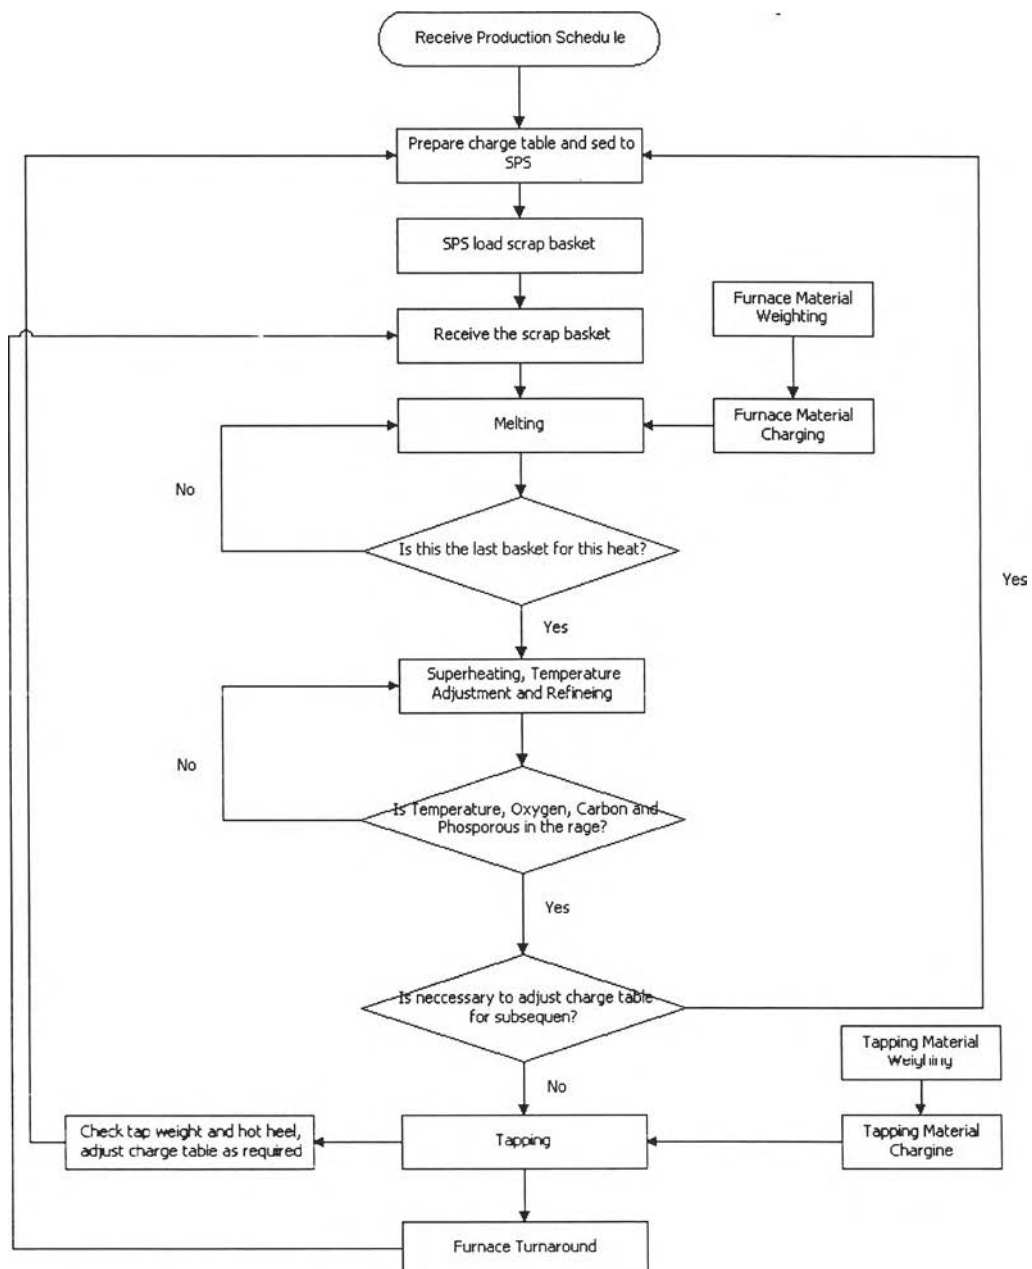 Receive Production Schedule
Prepare charge table and sed to
SPS
SPS load scrap basket
Furnace Material
Weighting
Receive the scrap basket
Melting
Furnace Material
Charging
No
Is this the last basket for this heat?
Yes
Yes
Superheating, Temperature
Adjustment and Refineing
No
Is Temperature, Oxygen, Carbon and
Phosporous in the rage?
Yes
Is neccessary to adjust charge table
for subsequen?
Tapping Material
Weighing
No
Check tap weight and hot heel,
adjust charge table as required
Tapping
Tapping Material
Chargine
Furnace Turnaround